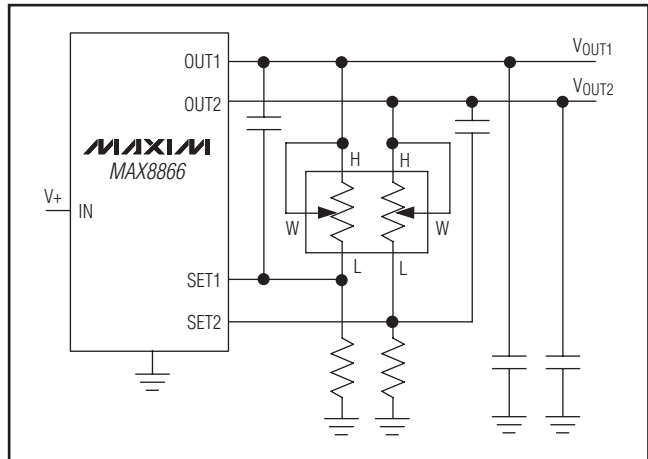 OUT1
VOUT1
OUT2
VOUT2
MAXIM
MAX8866
H
H
V+
IN
W
W
L
L
SET1
SET2